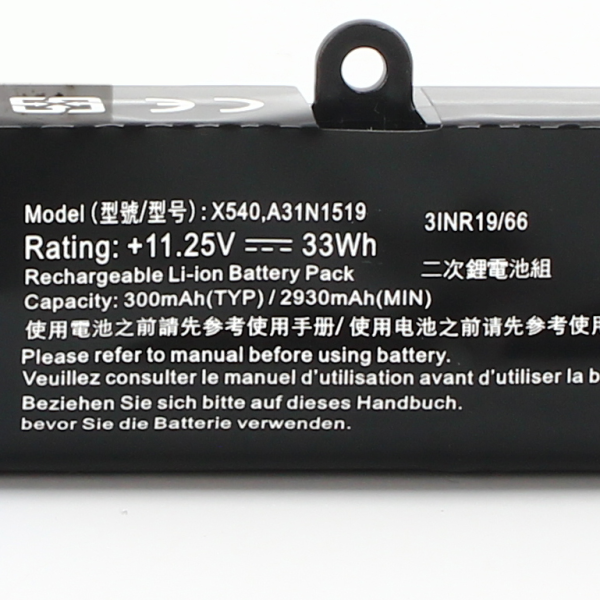 Model (型號/型号): X540,A31N1519
3INR19/66
Rating: +11.25V 33Wh
Rechargeable Li-ion Battery Pack
二次鋰電池組
Capacity: 300mAh(TYP) / 2930mAh(MIN)
使用電池之前請先參考使用手册/ 使用电池之前请先参考使用
Please refer to manual before using battery.
Veuillez consulter le manuel d'utilisation avant d'utiliser la b
Beziehen Sie sich bitte auf dieses Handbuch.
bevor Sie die Batterie verwenden.